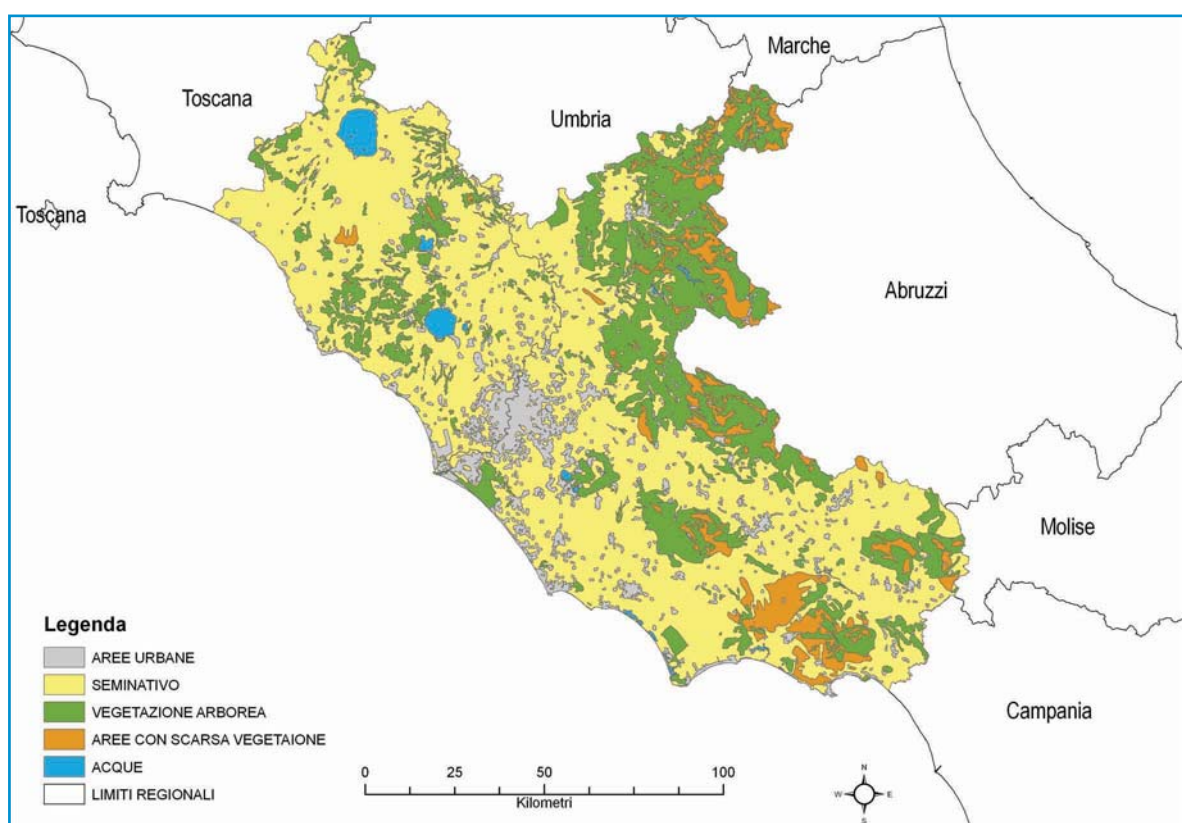 Marche
Toscana
Umbria
Toscana
Abruzzi
Molise
Campania
Legenda
AREE URBANE
SEMINATIVO
VEGETAZIONE ARBOREA
AREE CON SCARSA VEGETAIONE
ACQUE
LIMITI REGIONALI
0 25 50 100
Kilometri
N
W E
S